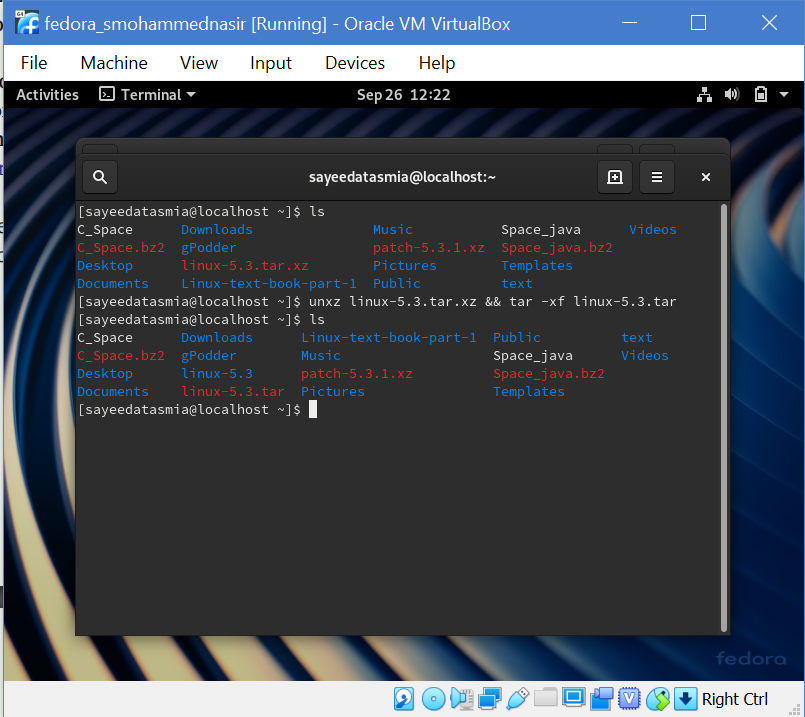 fedora_smohammednasir [Running] - Oracle VM VirtualBox
File Machine View Input Devices Help
Activities Terminal Sep 26 12:22
sayeedatasmia@localhost:~
[sayeedatasmia@localhost ~]$ ls
C_Space Downloads Music Space_java Videos
C_Space.bz2 gPodder patch-5.3.1.xz Space_java.bz2
Desktop linux-5.3.tar.xz Pictures Templates
Documents Linux-text-book-part-1 Public text
[sayeedatasmia@localhost ~]$ unxz linux-5.3.tar.xz && tar -xf linux-5.3.tar
[sayeedatasmia@localhost ~]$ ls
C_Space Downloads Linux-text-book-part-1 Public text
C_Space.bz2 gPodder Music Space_java Videos
Desktop linux-5.3 patch-5.3.1.xz Space_java.bz2
Documents linux-5.3.tar Pictures Templates
[sayeedatasmia@localhost ~]$
fedora
Right Ctrl